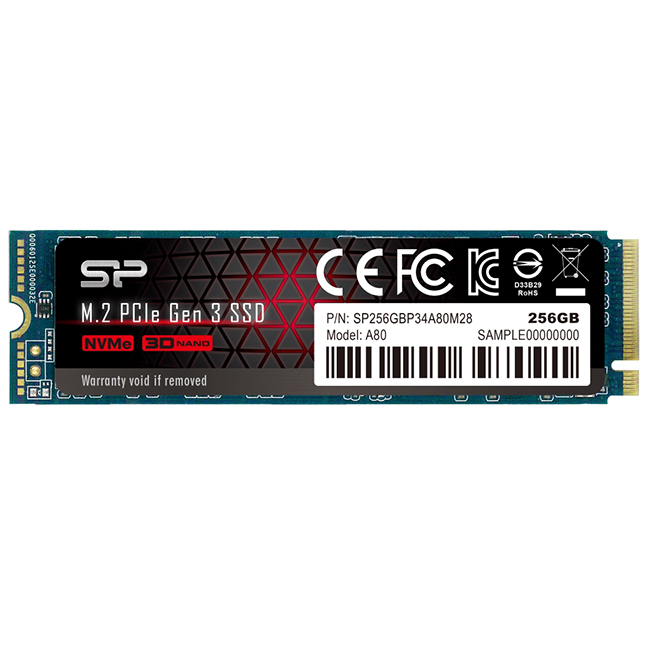 SP
M.2 PCIe Gen 3 SSD
NVMe 3D NAND
Warranty void if removed
CE FC KC
D33B29
RoHS
P/N: SP256GBP34A80M28 256GB
Model: A80 SAMPLE00000000